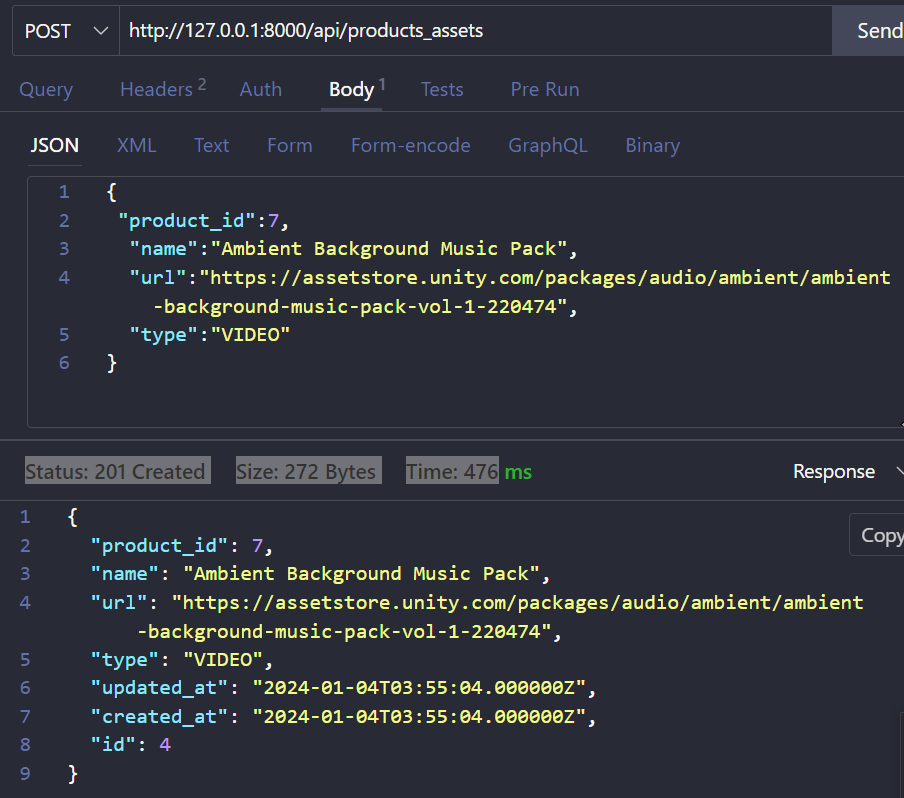 POST http://127.0.0.1:8000/api/products_assets Send
Query Headers 2 Auth Body 1 Tests Pre Run
JSON XML Text Form Form-encode GraphQL Binary
1 {
2 "product_id":7,
3 "name":"Ambient Background Music Pack",
4 "url":"https://assetstore.unity.com/packages/audio/ambient/ambient
-background-music-pack-vol-1-220474",
5 "type":"VIDEO"
6 }
Status: 201 Created Size: 272 Bytes Time: 476 ms Response
1 {
Copy
2 "product_id": 7,
3 "name": "Ambient Background Music Pack",
4 "url": "https://assetstore.unity.com/packages/audio/ambient/ambient
-background-music-pack-vol-1-220474",
5 "type": "VIDEO",
6 "updated_at": "2024-01-04T03:55:04.000000Z",
7 "created_at": "2024-01-04T03:55:04.000000Z",
8 "id": 4
9 }